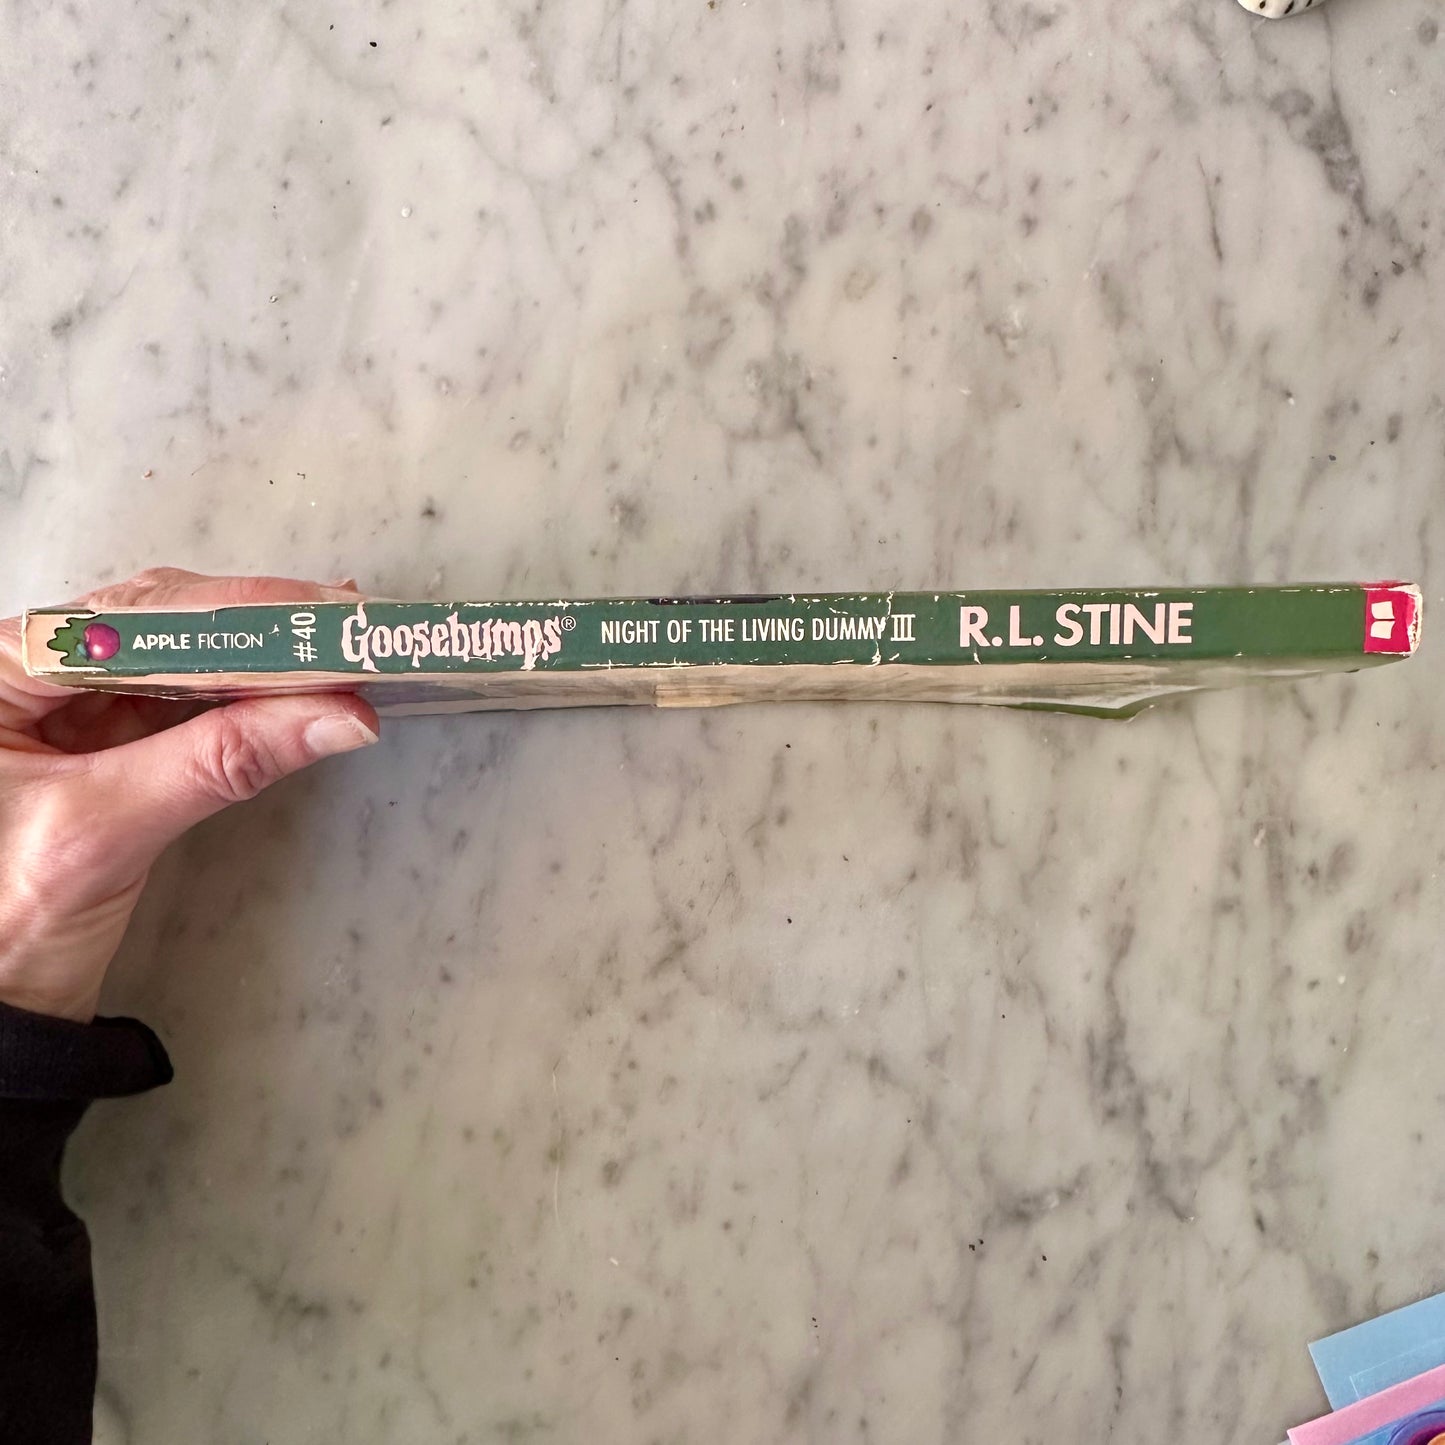 APPLE FICTION #40 Goosebumps® NIGHT OF THE LIVING DUMMY III R.L. STINE